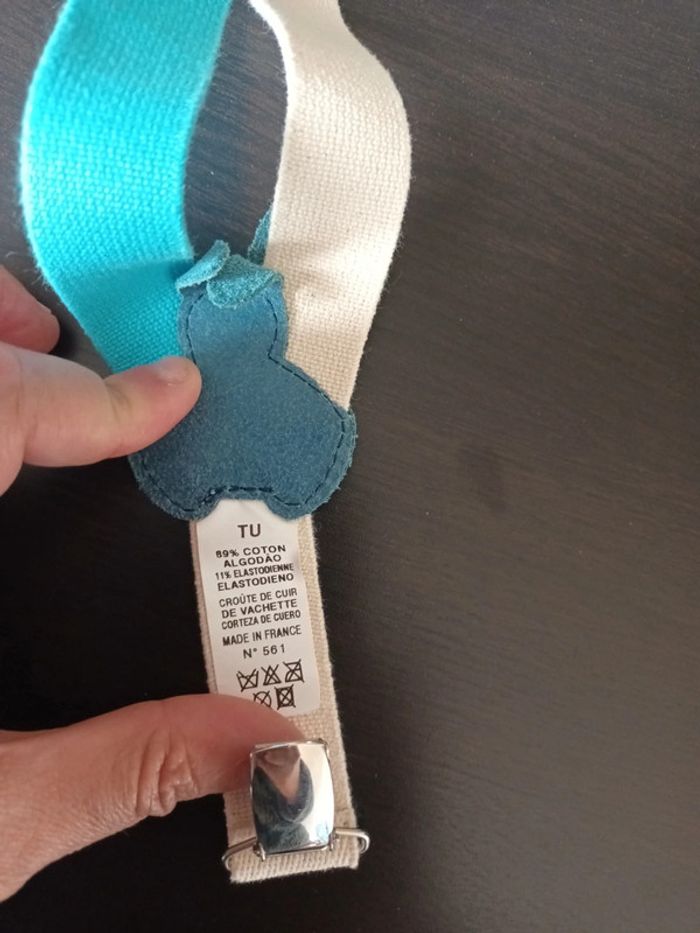 TU
89% COTON
ALGODÃO
11% ELASTODIENNE
ELASTODIENO
CROÛTE DE CUIR
DE VACHETTE
CORTEZA DE CUERO
MADE IN FRANCE
N° 561